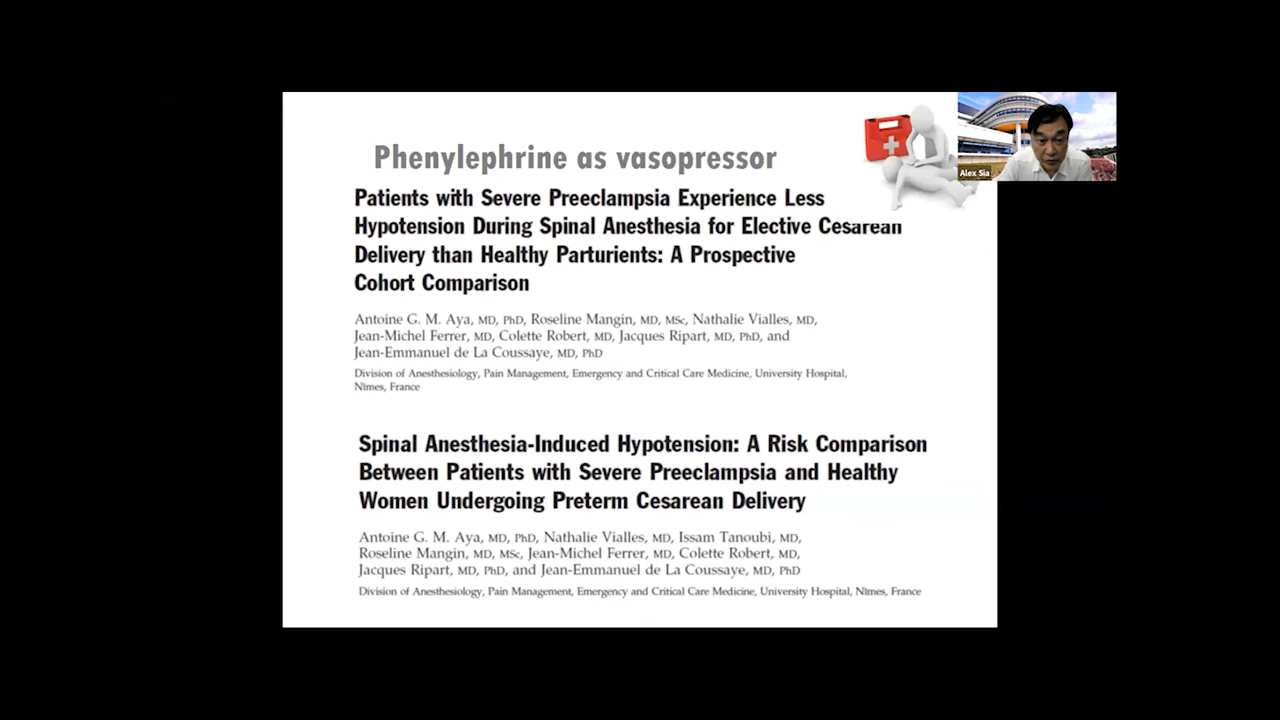 Phenylephrine as vasopressor
Alex Sia
Patients with Severe Preeclampsia Experience Less
Hypotension During Spinal Anesthesia for Elective Cesarean
Delivery than Healthy Parturients: A Prospective
Cohort Comparison
Antoine G. M. Aya, MD, PhD, Roseline Mangin, MD, MSc, Nathalie Vialles, MD,
Jean-Michel Ferrer, MD, Colette Robert, MD, Jacques Ripart, MD, PhD, and
Jean-Emmanuel de La Coussaye, MD, PhD
Division of Anesthesiology, Pain Management, Emergency and Critical Care Medicine, University Hospital,
Nîmes, France
Spinal Anesthesia-Induced Hypotension: A Risk Comparison
Between Patients with Severe Preeclampsia and Healthy
Women Undergoing Preterm Cesarean Delivery
Antoine G. M. Aya, MD, PhD, Nathalie Vialles, MD, Issam Tanoubi, MD,
Roseline Mangin, MD, MSc, Jean-Michel Ferrer, MD, Colette Robert, MD,
Jacques Ripart, MD, PhD, and Jean-Emmanuel de La Coussaye, MD, PhD
Division of Anesthesiology, Pain Management, Emergency and Critical Care Medicine, University Hospital, Nîmes, France